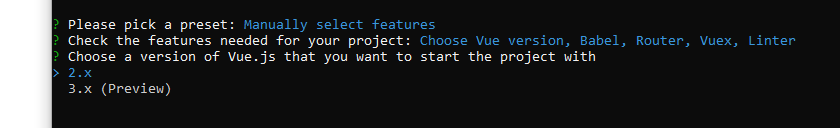 ? Please pick a preset: Manually select features
? Check the features needed for your project: Choose Vue version, Babel, Router, Vuex, Linter
? Choose a version of Vue.js that you want to start the project with
> 2.x
3.x (Preview)